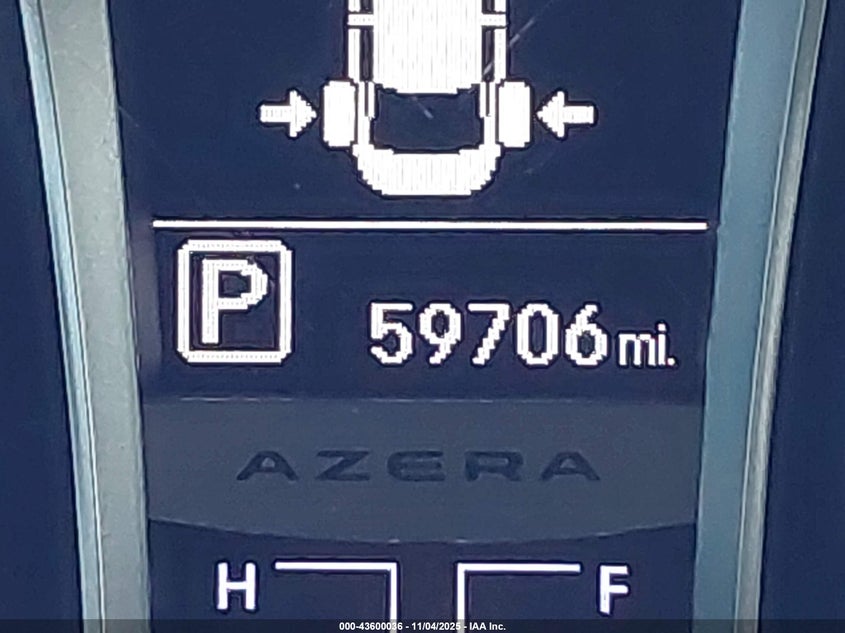 P
59706 mi.
AZERA
H F
000-43600036 - 11/04/2025 - IAA Inc.